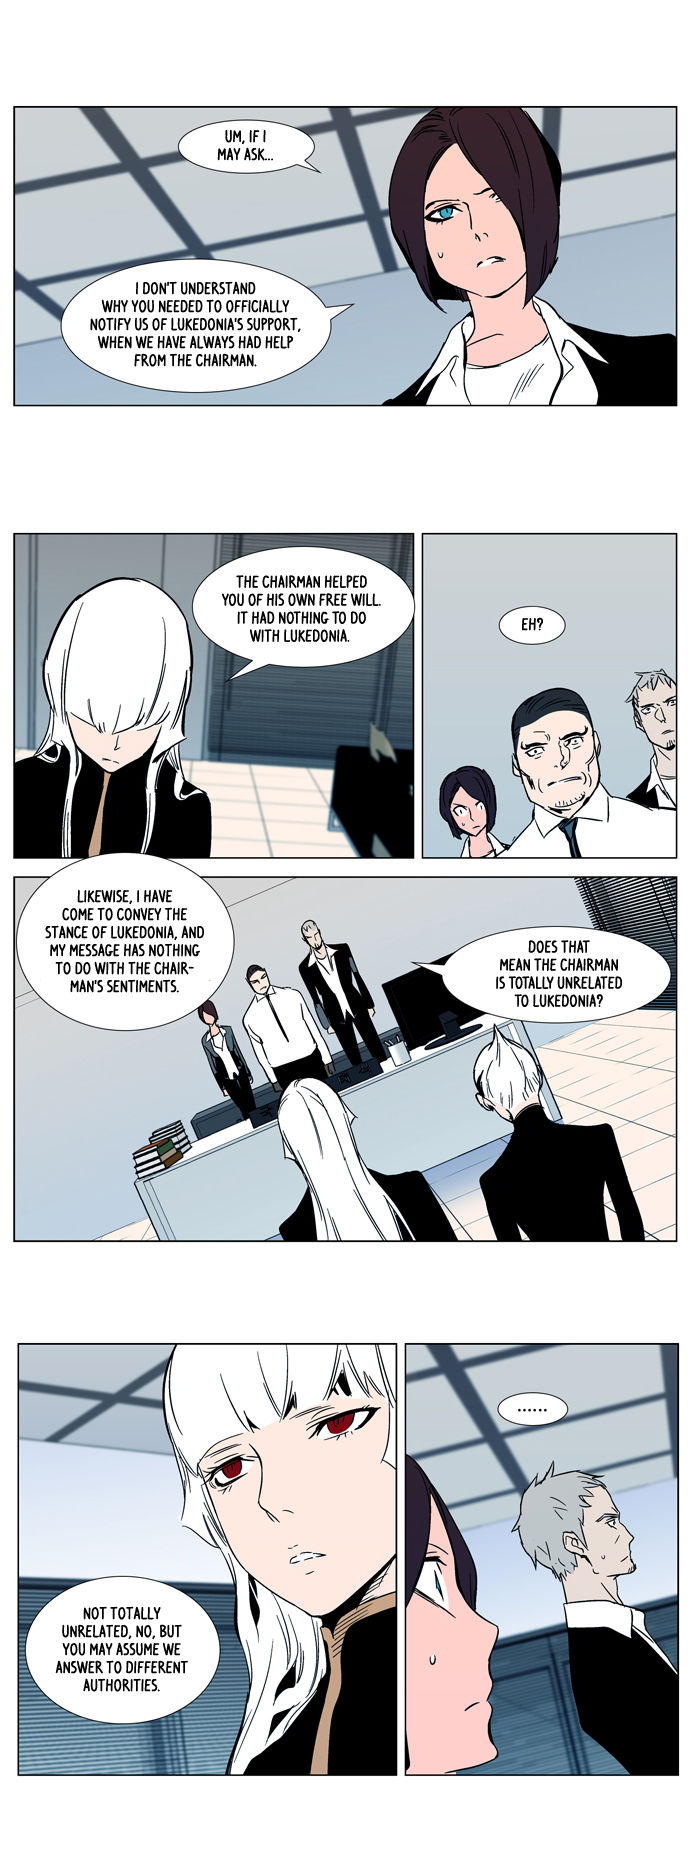 UM, IF I
MAY ASK...
I DON'T UNDERSTAND
WHY YOU NEEDED TO OFFICIALLY
NOTIFY US OF LUKEDONIA'S SUPPORT,
WHEN WE HAVE ALWAYS HAD HELP
FROM THE CHAIRMAN.
THE CHAIRMAN HELPED
YOU OF HIS OWN FREE WILL.
IT HAD NOTHING TO DO
WITH LUKEDONIA.
EH?
LIKEWISE, I HAVE
COME TO CONVEY THE
STANCE OF LUKEDONIA, AND
MY MESSAGE HAS NOTHING
TO DO WITH THE CHAIR-
MAN'S SENTIMENTS.
DOES THAT
MEAN THE CHAIRMAN
IS TOTALLY UNRELATED
TO LUKEDONIA?
NOT TOTALLY
UNRELATED, NO, BUT
YOU MAY ASSUME WE
ANSWER TO DIFFERENT
AUTHORITIES.
......